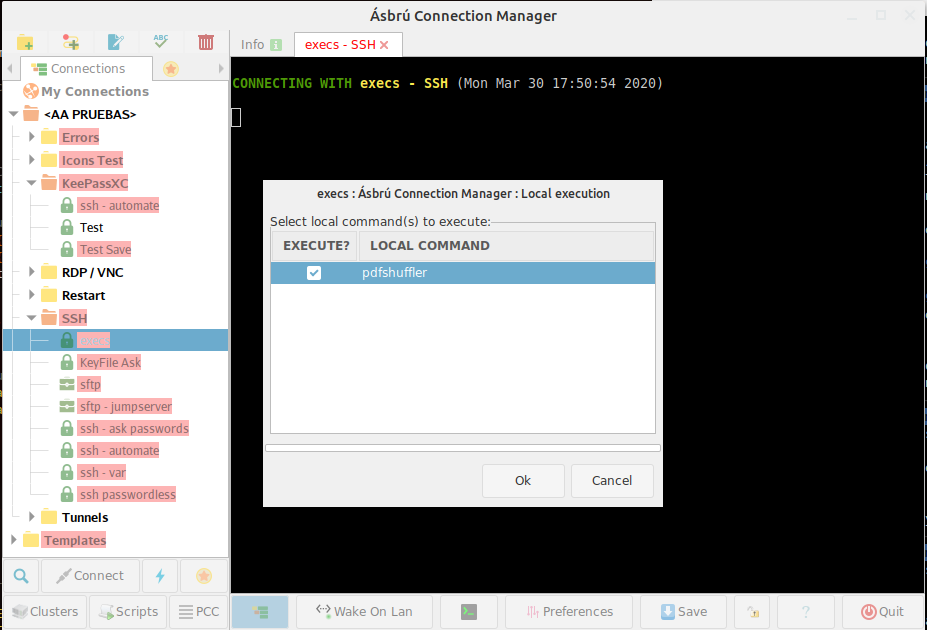 Ásbrú Connection Manager
ABC
Info i
execs - SSH
Connections
My Connections
<AA PRUEBAS>
Errors
Icons Test
KeePassXC
ssh - automate
Test
Test Save
RDP / VNC
Restart
SSH
execs
KeyFile Ask
sftp
sftp - jumpserver
ssh - ask passwords
ssh - automate
ssh - var
ssh passwordless
Tunnels
Templates
Connect
Clusters Scripts PCC
CONNECTING WITH execs - SSH (Mon Mar 30 17:50:54 2020)
execs : Ásbrú Connection Manager : Local execution
Select local command(s) to execute:
EXECUTE? LOCAL COMMAND
pdfshuffler
Ok Cancel
Wake On Lan Preferences Save ? Quit